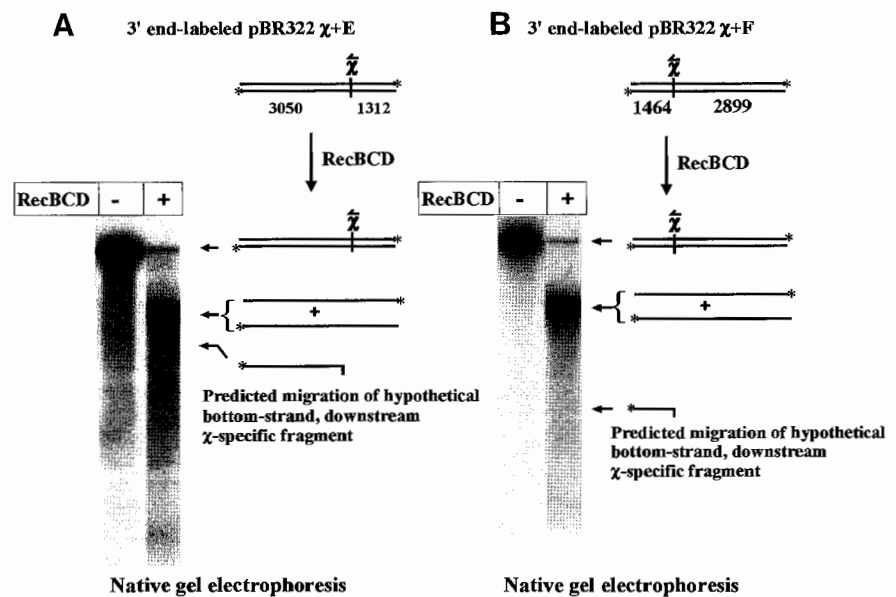 A 3' end-labeled pBR322 χ+E
χ
* *
3050 1312
RecBCD
RecBCD - +
χ
* *
*
+
*
*
Predicted migration of hypothetical
bottom-strand, downstream
χ-specific fragment
Native gel electrophoresis
B 3' end-labeled pBR322 χ+F
χ
* *
1464 2899
RecBCD
RecBCD - +
χ
* *
*
+
*
*
Predicted migration of hypothetical
bottom-strand, downstream
χ-specific fragment
Native gel electrophoresis